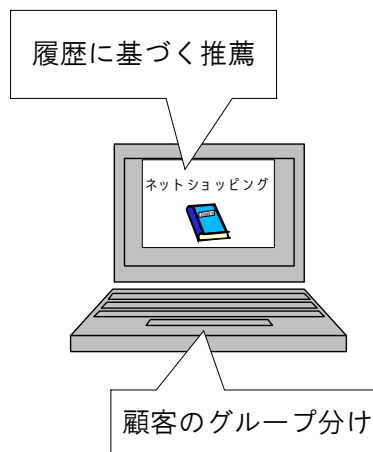 履歴に基づく推薦
ネットショッピング
顧客のグループ分け